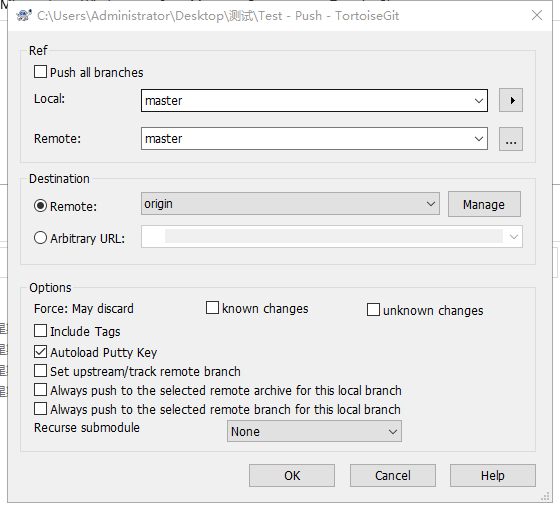 C:\Users\Administrator\Desktop\测试\Test - Push - TortoiseGit
Ref
Push all branches
Local:
master
Remote:
master
...
Destination
Remote:
origin
Manage
Arbitrary URL:
Options
Force: May discard
known changes
unknown changes
Include Tags
Autoload Putty Key
Set upstream/track remote branch
Always push to the selected remote archive for this local branch
Always push to the selected remote branch for this local branch
Recurse submodule
None
OK
Cancel
Help